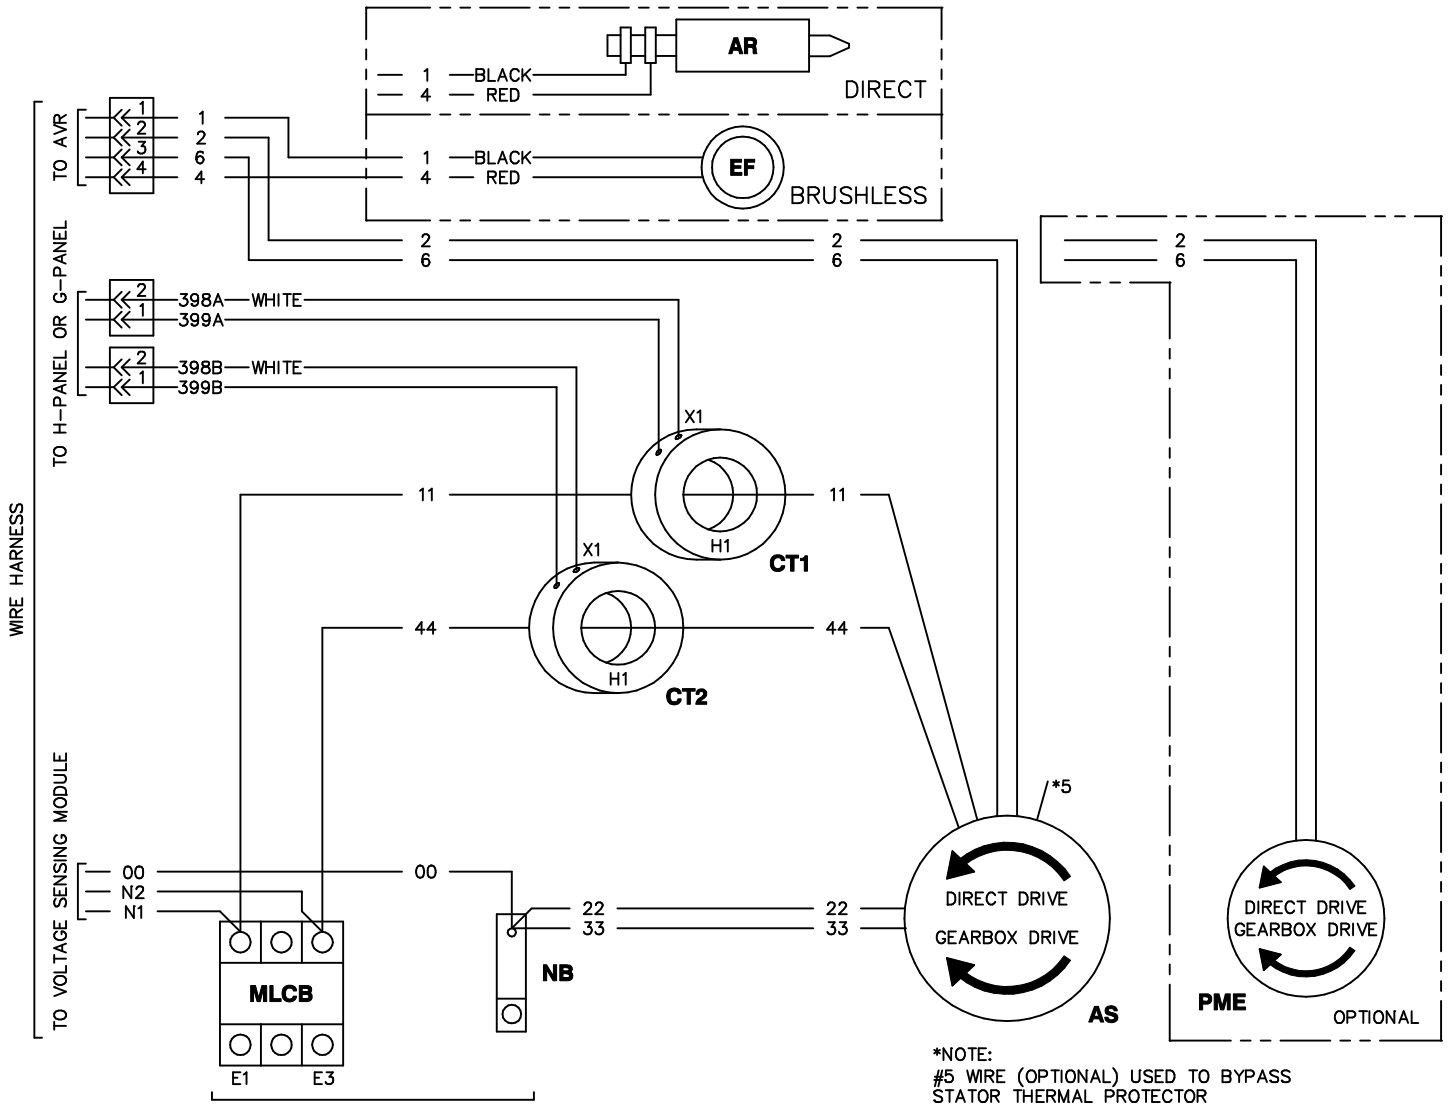 AR
1 BLACK
4 RED
DIRECT
TO AVR
1 1
2 2
3 6
4 4
1 BLACK
4 RED
EF
BRUSHLESS
2 2
6 6
2
6
TO H-PANEL OR G-PANEL
2 398A WHITE
1 399A
2 398B WHITE
1 399B
X1
11 11
H1
CT1
X1
44 44
H1
CT2
WIRE HARNESS
*5
TO VOLTAGE SENSING MODULE
00 00
N2
N1
22 22
33 33
NB
MLCB
E1 E3
DIRECT DRIVE
GEARBOX DRIVE
AS
DIRECT DRIVE
GEARBOX DRIVE
PME
OPTIONAL
*NOTE:
#5 WIRE (OPTIONAL) USED TO BYPASS
STATOR THERMAL PROTECTOR